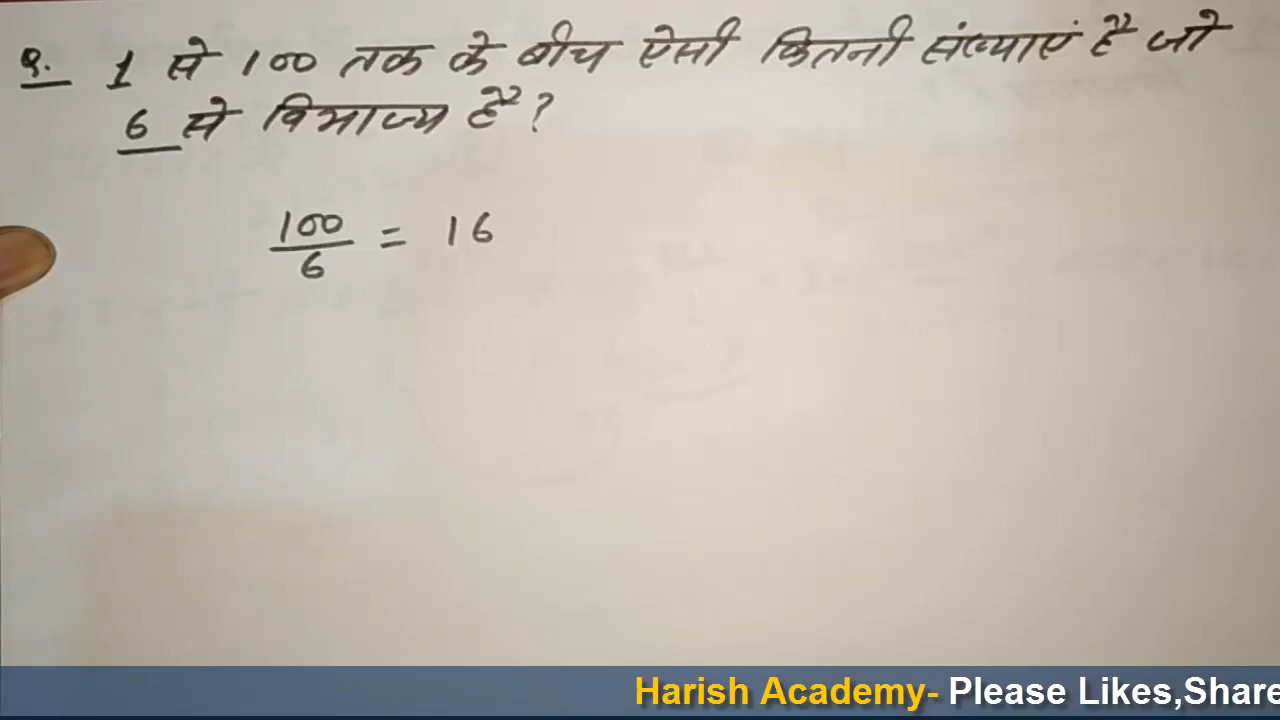 Q. 1 से 100 तक के बीच ऐसी कितनी संख्याएं है जो
6 से विभाज्य है ?
100/6 = 16
Harish Academy- Please Likes,Share